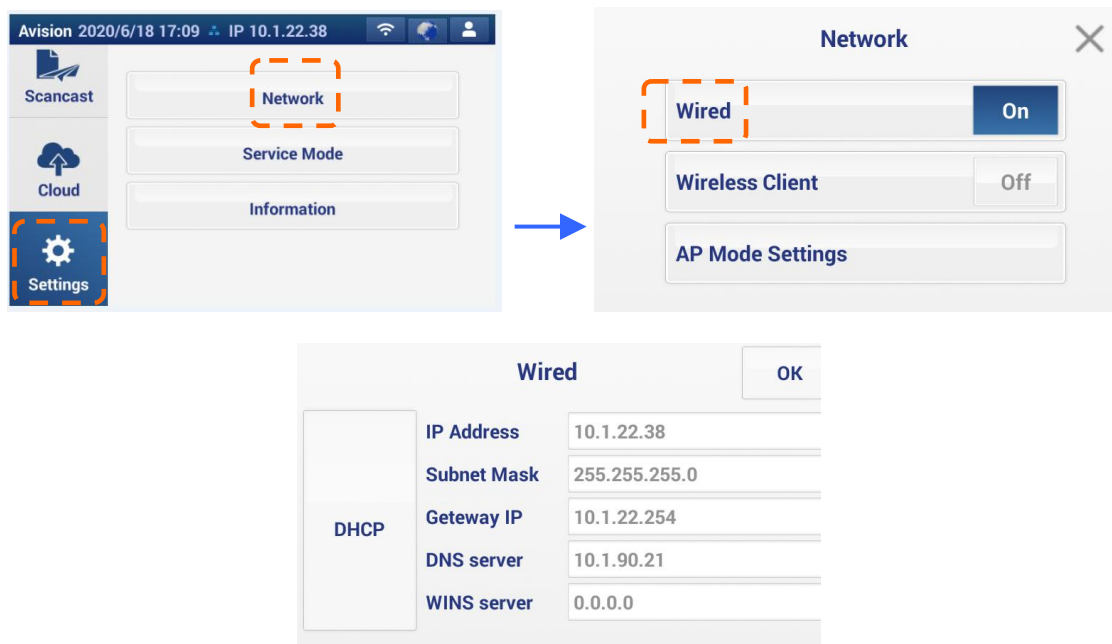 Avision 2020/6/18 17:09 IP 10.1.22.38
Scancast
Cloud
Settings
Network
Service Mode
Information
Network
Wired On
Wireless Client Off
AP Mode Settings
Wired OK
DHCP
IP Address 10.1.22.38
Subnet Mask 255.255.255.0
Geteway IP 10.1.22.254
DNS server 10.1.90.21
WINS server 0.0.0.0